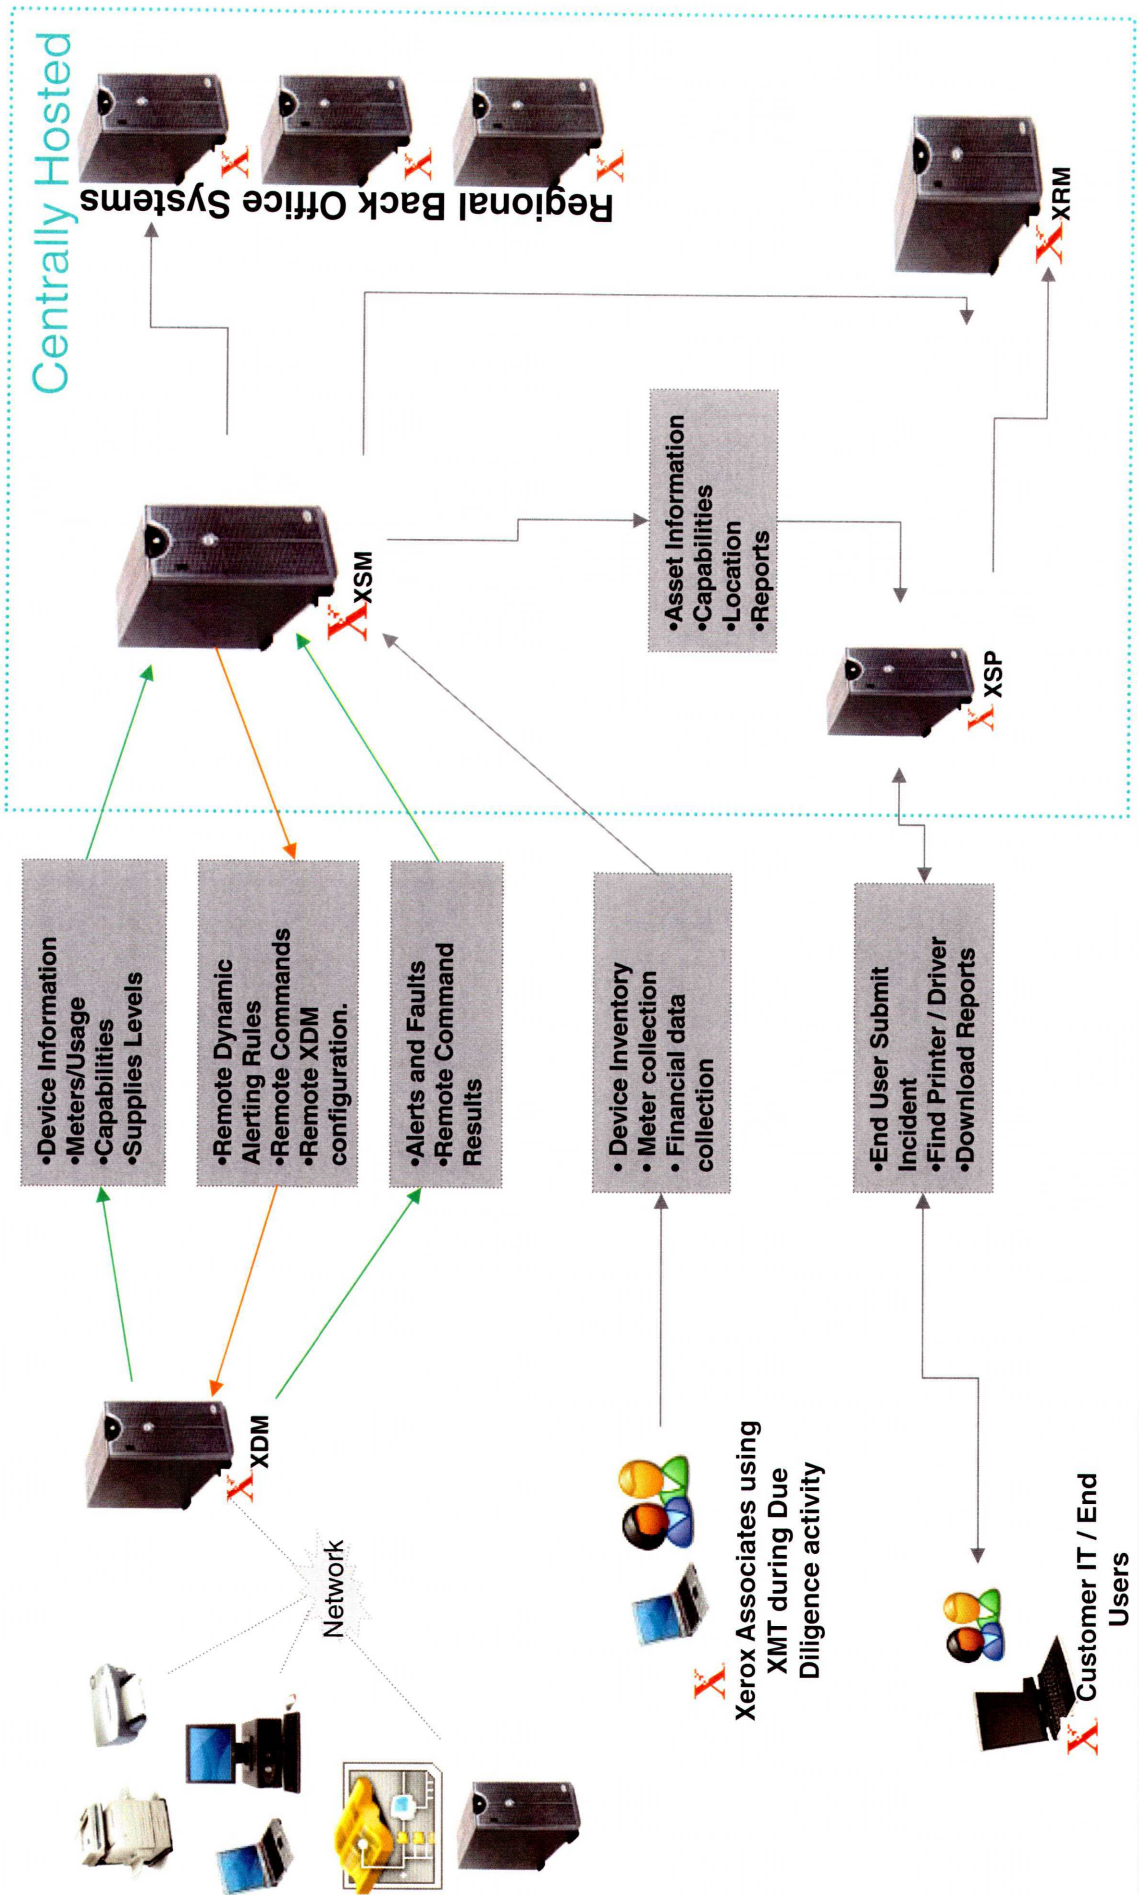 Centrally Hosted
Regional Back Office Systems
X
X
X
•Device Information
•Meters/Usage
•Capabilities
•Supplies Levels
•Remote Dynamic
Alerting Rules
•Remote Commands
•Remote XDM
configuration.
•Alerts and Faults
•Remote Command
Results
X XDM
Network
X XSM
• Device Inventory
• Meter collection
• Financial data
collection
•Asset Information
•Capabilities
•Location
•Reports
X
Xerox Associates using
XMT during Due
Diligence activity
•End User Submit
Incident
•Find Printer / Driver
•Download Reports
X XSP
X XRM
X Customer IT / End
Users